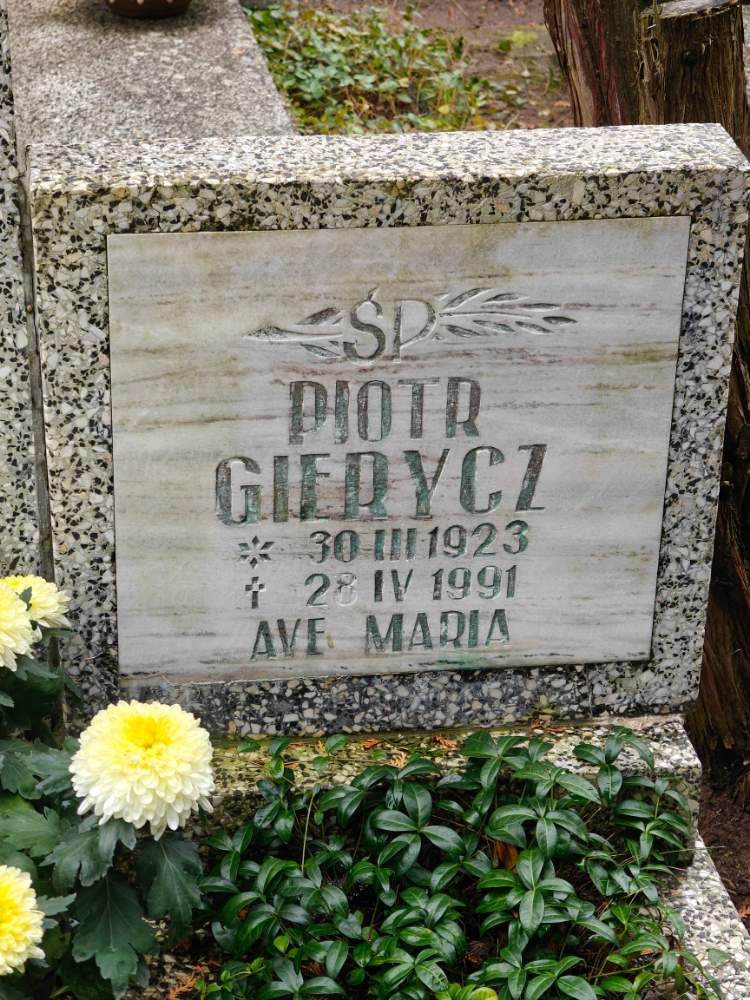 ŚP
PIOTR
GIERYCZ
* 30 III 1923
✝ 28 IV 1991
AVE MARIA